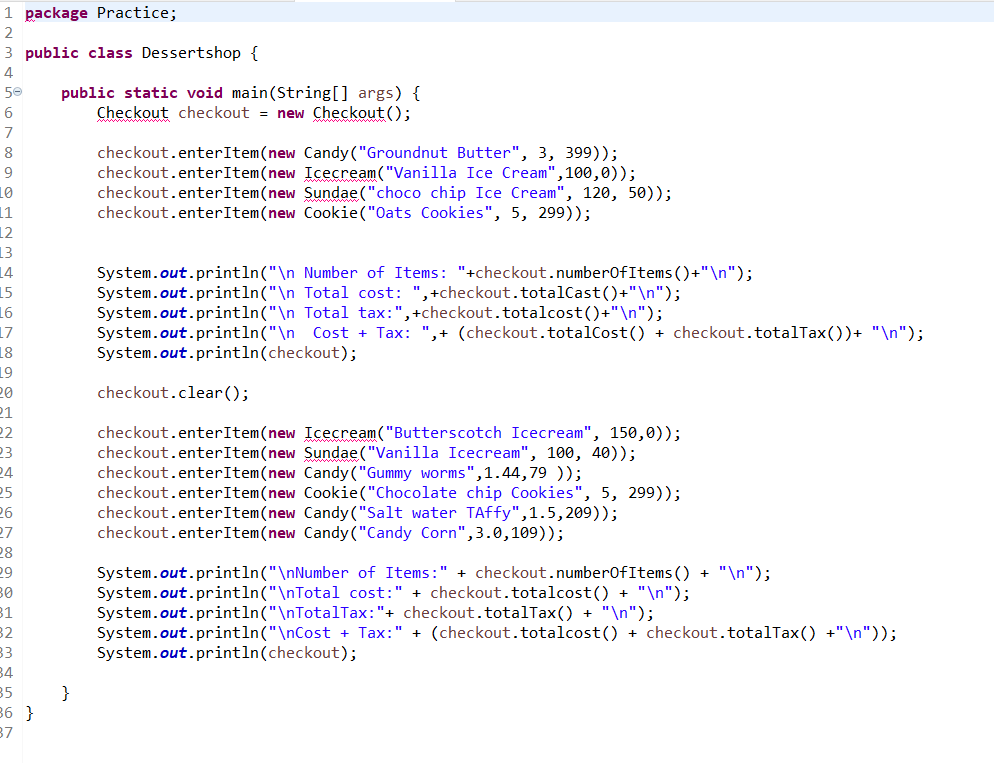 1 package Practice;
2
3 public class Dessertshop {
4
5 public static void main(String[] args) {
6 Checkout checkout = new Checkout();
7
8 checkout.enterItem(new Candy("Groundnut Butter", 3, 399));
9 checkout.enterItem(new Icecream("Vanilla Ice Cream",100,0));
10 checkout.enterItem(new Sundae("choco chip Ice Cream", 120, 50));
11 checkout.enterItem(new Cookie("Oats Cookies", 5, 299));
12
13
14 System.out.println("\n Number of Items: "+checkout.numberOfItems()+"\n");
15 System.out.println("\n Total cost: ",+checkout.totalCast()+"\n");
16 System.out.println("\n Total tax:",+checkout.totalcost()+"\n");
17 System.out.println("\n  Cost + Tax: ",+ (checkout.totalCost() + checkout.totalTax())+ "\n");
18 System.out.println(checkout);
19
20 checkout.clear();
21
22 checkout.enterItem(new Icecream("Butterscotch Icecream", 150,0));
23 checkout.enterItem(new Sundae("Vanilla Icecream", 100, 40));
24 checkout.enterItem(new Candy("Gummy worms",1.44,79 ));
25 checkout.enterItem(new Cookie("Chocolate chip Cookies", 5, 299));
26 checkout.enterItem(new Candy("Salt water TAffy",1.5,209));
27 checkout.enterItem(new Candy("Candy Corn",3.0,109));
28
29 System.out.println("\nNumber of Items:" + checkout.numberOfItems() + "\n");
30 System.out.println("\nTotal cost:" + checkout.totalcost() + "\n");
31 System.out.println("\nTotalTax:"+ checkout.totalTax() + "\n");
32 System.out.println("\nCost + Tax:" + (checkout.totalcost() + checkout.totalTax() +"\n"));
33 System.out.println(checkout);
34
35 }
36 }
37